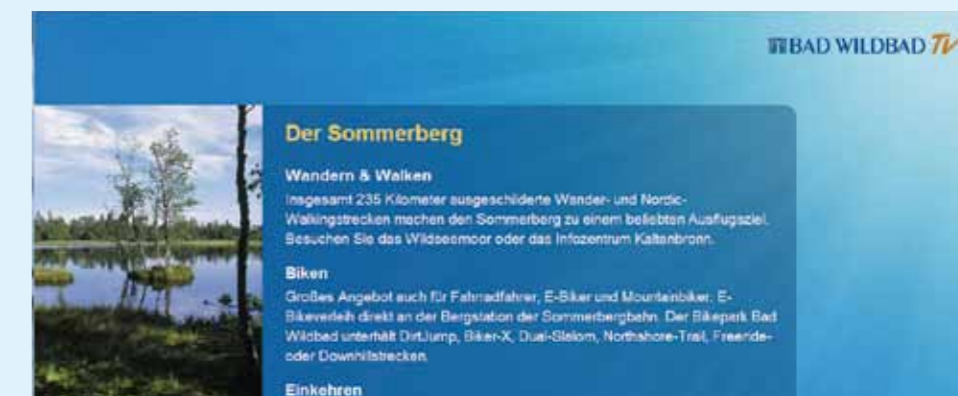 BAD WILDBAD TV
Der Sommerberg
Wandern & Walken
Insgesamt 235 Kilometer ausgeschilderte Wander- und Nordic-
Walkingstrecken machen den Sommerberg zu einem beliebten Ausflugsziel.
Besuchen Sie das Wildseemoor oder das Infozentrum Kaltenbronn.
Biken
Großes Angebot auch für Fahrradfahrer, E-Biker und Mountainbiker. E-
Bikeverleih direkt an der Bergstation der Sommerbergbahn. Der Bikepark Bad
Wildbad unterhält DirtJump, Biker-X, Dual-Slalom, Northshore-Trail, Freeride-
oder Downhillstrecken.
Einkehren